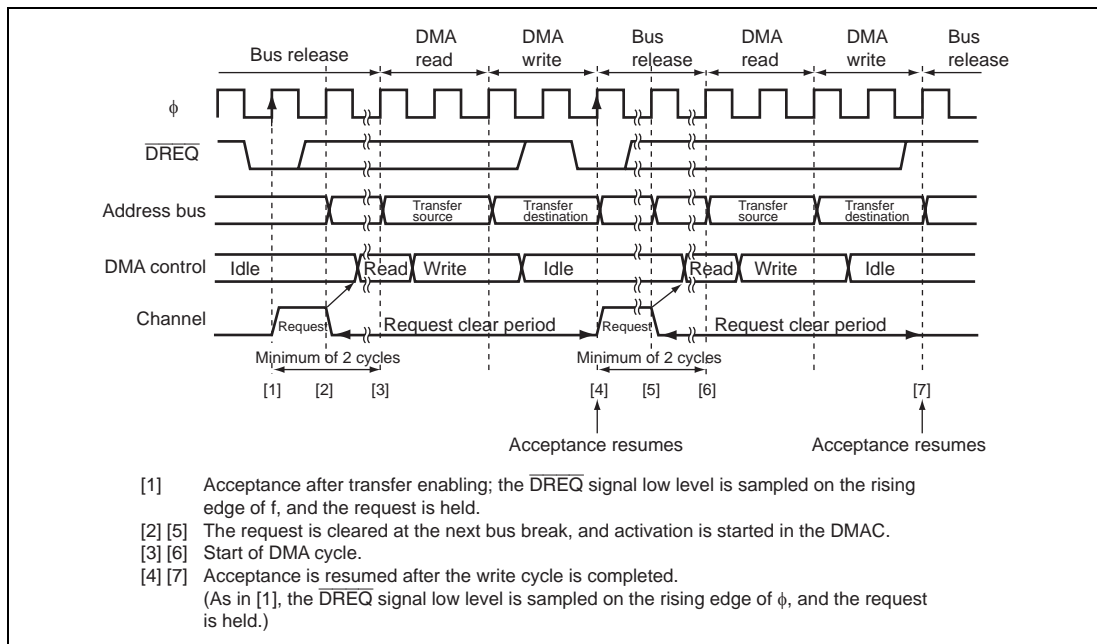 Bus release
DMA read
DMA write
Bus release
DMA read
DMA write
Bus release
ϕ
DREQ
Address bus
Transfer source
Transfer destination
Transfer source
Transfer destination
DMA control
Idle
Read
Write
Idle
Read
Write
Idle
Channel
Request
Request clear period
Request
Request clear period
Minimum of 2 cycles
Minimum of 2 cycles
[1] [2] [3] [4] [5] [6] [7]
Acceptance resumes
Acceptance resumes
[1] Acceptance after transfer enabling; the DREQ signal low level is sampled on the rising
edge of f, and the request is held.
[2] [5] The request is cleared at the next bus break, and activation is started in the DMAC.
[3] [6] Start of DMA cycle.
[4] [7] Acceptance is resumed after the write cycle is completed.
(As in [1], the DREQ signal low level is sampled on the rising edge of ϕ, and the request
is held.)